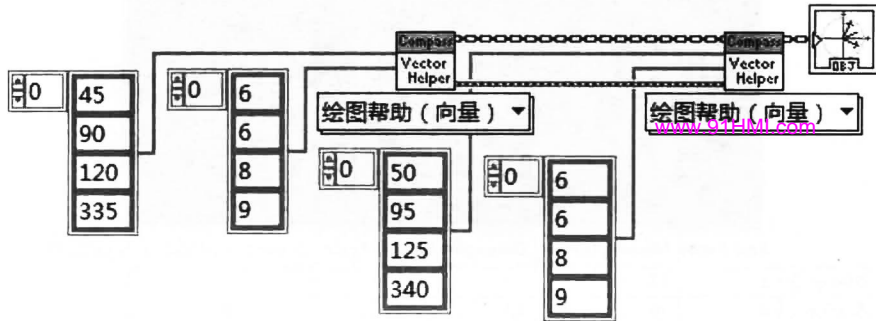 Compass
Vector
Helper
绘图帮助（向量）
Compass
Vector
Helper
绘图帮助（向量）
OBJ
www.91HMI.com
0
45
90
120
335
0
6
6
8
9
0
50
95
125
340
0
6
6
8
9